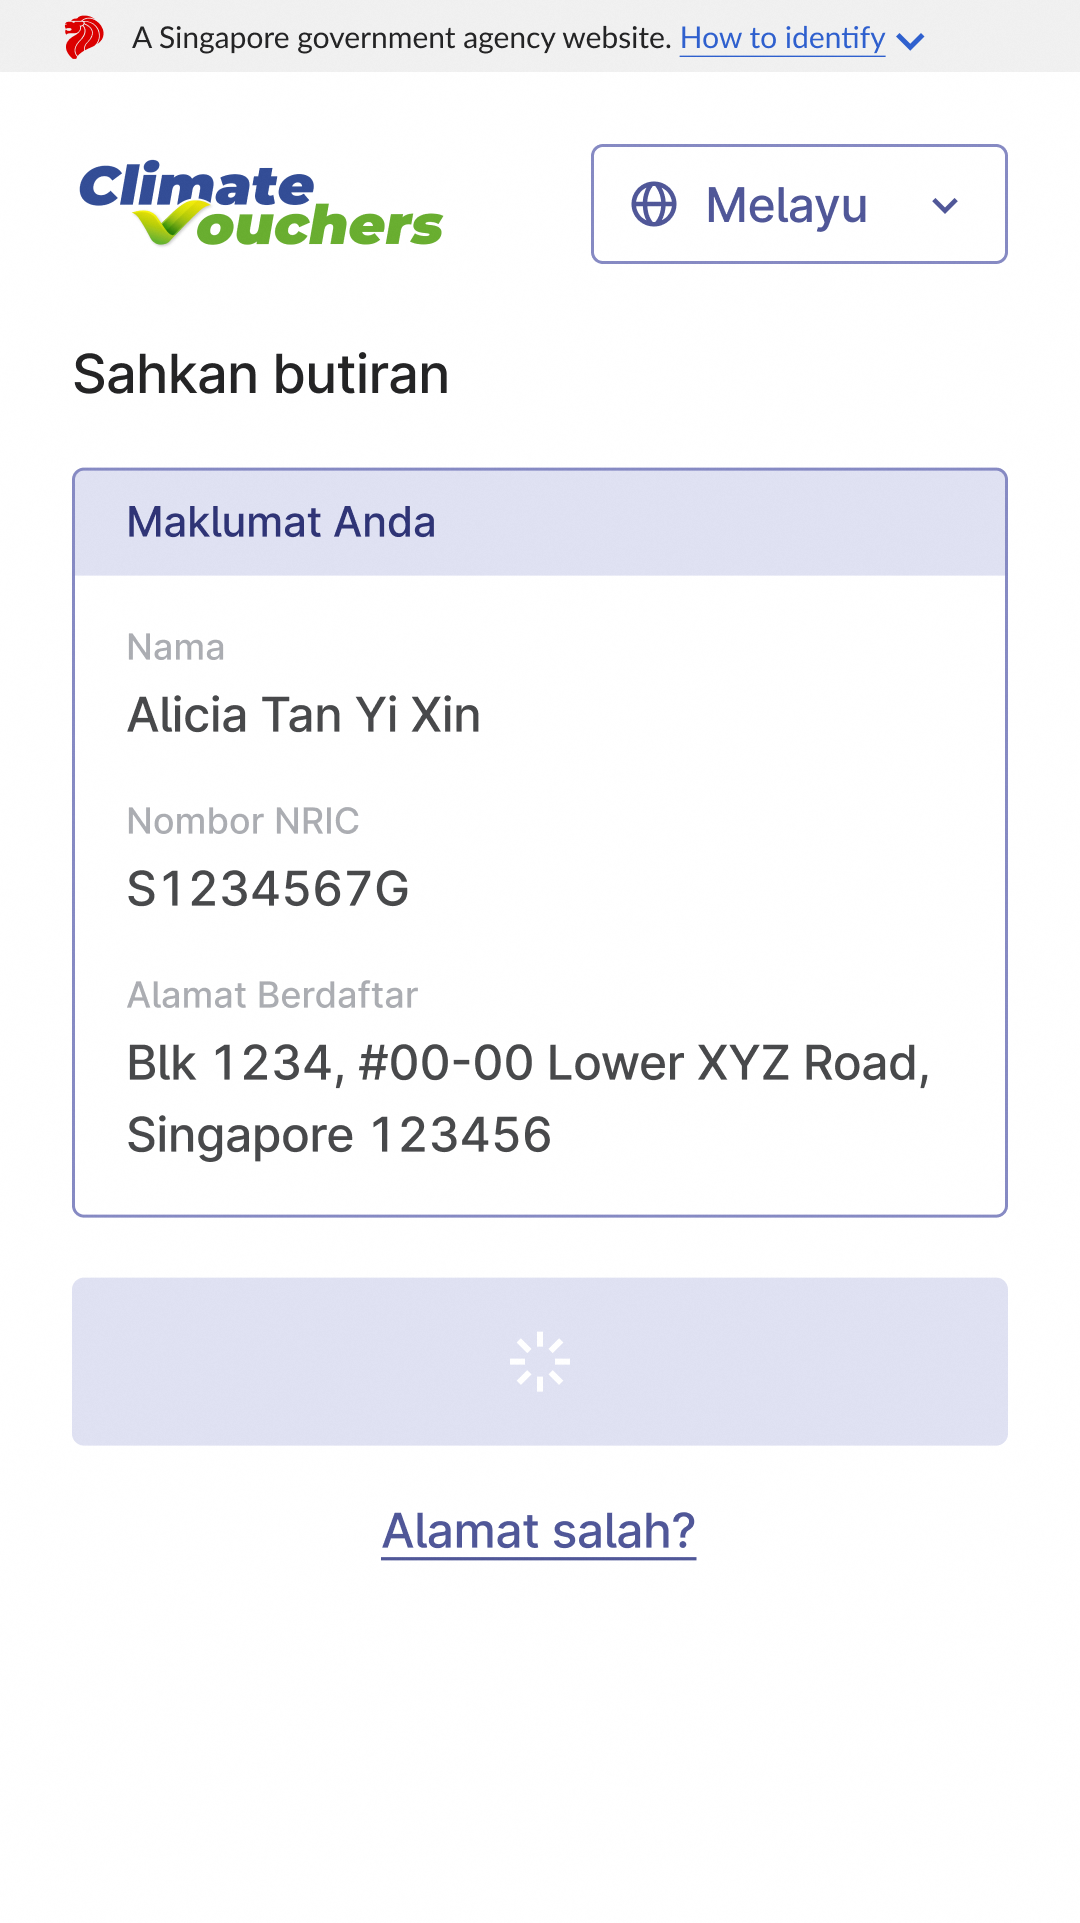 A Singapore government agency website. How to identify
Climate
Vouchers
Melayu
Sahkan butiran
Maklumat Anda
Nama
Alicia Tan Yi Xin
Nombor NRIC
S1234567G
Alamat Berdaftar
Blk 1234, #00-00 Lower XYZ Road,
Singapore 123456
Alamat salah?